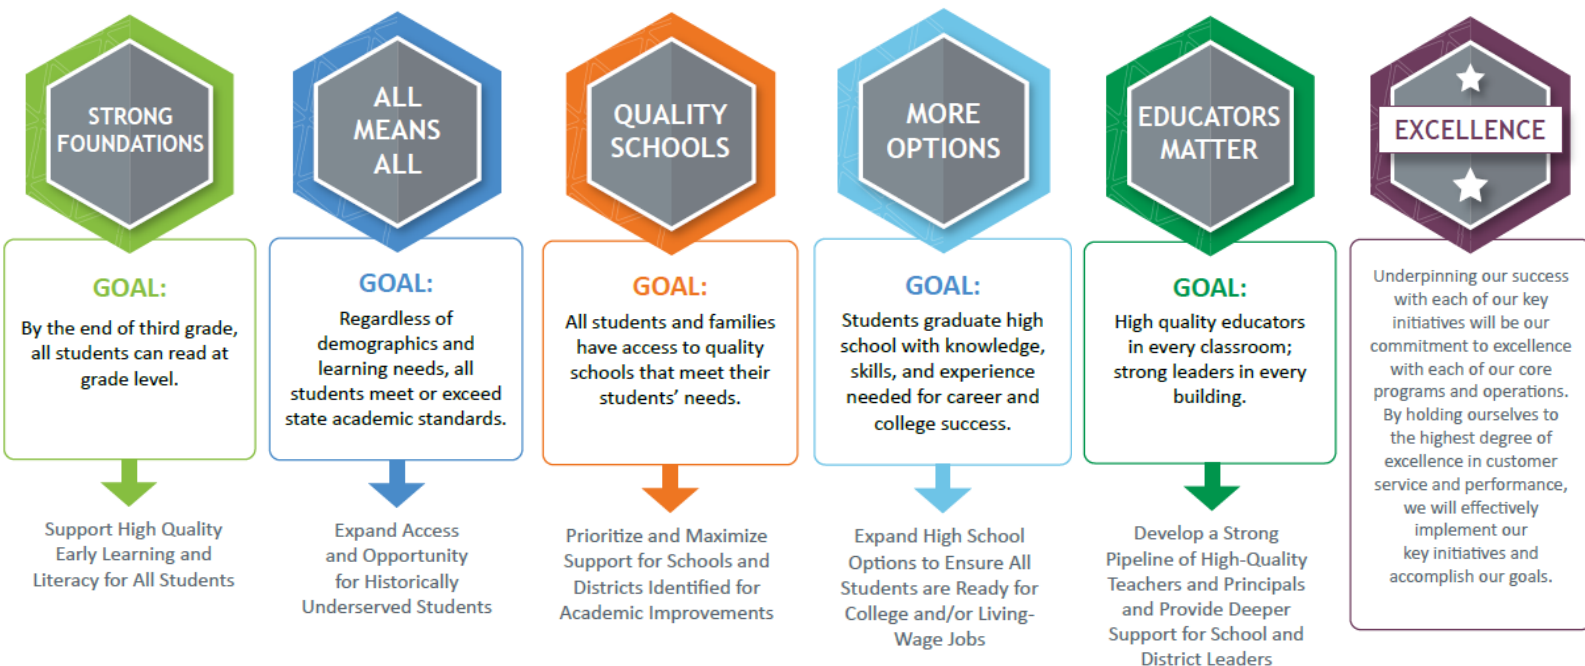 STRONG
FOUNDATIONS
GOAL:
By the end of third grade,
all students can read at
grade level.
Support High Quality
Early Learning and
Literacy for All Students
ALL
MEANS
ALL
GOAL:
Regardless of
demographics and
learning needs, all
students meet or exceed
state academic standards.
Expand Access
and Opportunity
for Historically
Underserved Students
QUALITY
SCHOOLS
GOAL:
All students and families
have access to quality
schools that meet their
students’ needs.
Prioritize and Maximize
Support for Schools and
Districts Identified for
Academic Improvements
MORE
OPTIONS
GOAL:
Students graduate high
school with knowledge,
skills, and experience
needed for career and
college success.
Expand High School
Options to Ensure All
Students are Ready for
College and/or Living-
Wage Jobs
EDUCATORS
MATTER
GOAL:
High quality educators
in every classroom;
strong leaders in every
building.
Develop a Strong
Pipeline of High-Quality
Teachers and Principals
and Provide Deeper
Support for School and
District Leaders
EXCELLENCE
Underpinning our success
with each of our key
initiatives will be our
commitment to excellence
with each of our core
programs and operations.
By holding ourselves to
the highest degree of
excellence in customer
service and performance,
we will effectively
implement our
key initiatives and
accomplish our goals.